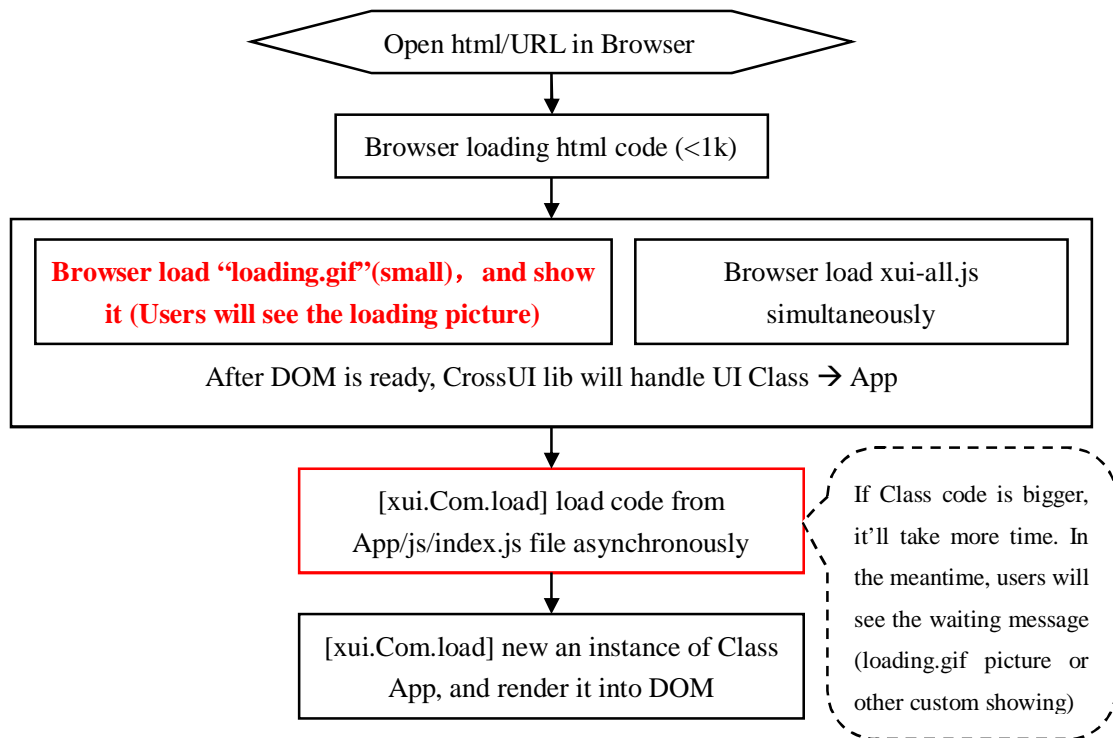 Open html/URL in Browser
Browser loading html code (<1k)
Browser load “loading.gif”(small)，and show
it (Users will see the loading picture)
Browser load xui-all.js
simultaneously
After DOM is ready, CrossUI lib will handle UI Class → App
[xui.Com.load] load code from
App/js/index.js file asynchronously
If Class code is bigger,
it’ll take more time. In
the meantime, users will
see the waiting message
(loading.gif picture or
other custom showing)
[xui.Com.load] new an instance of Class
App, and render it into DOM